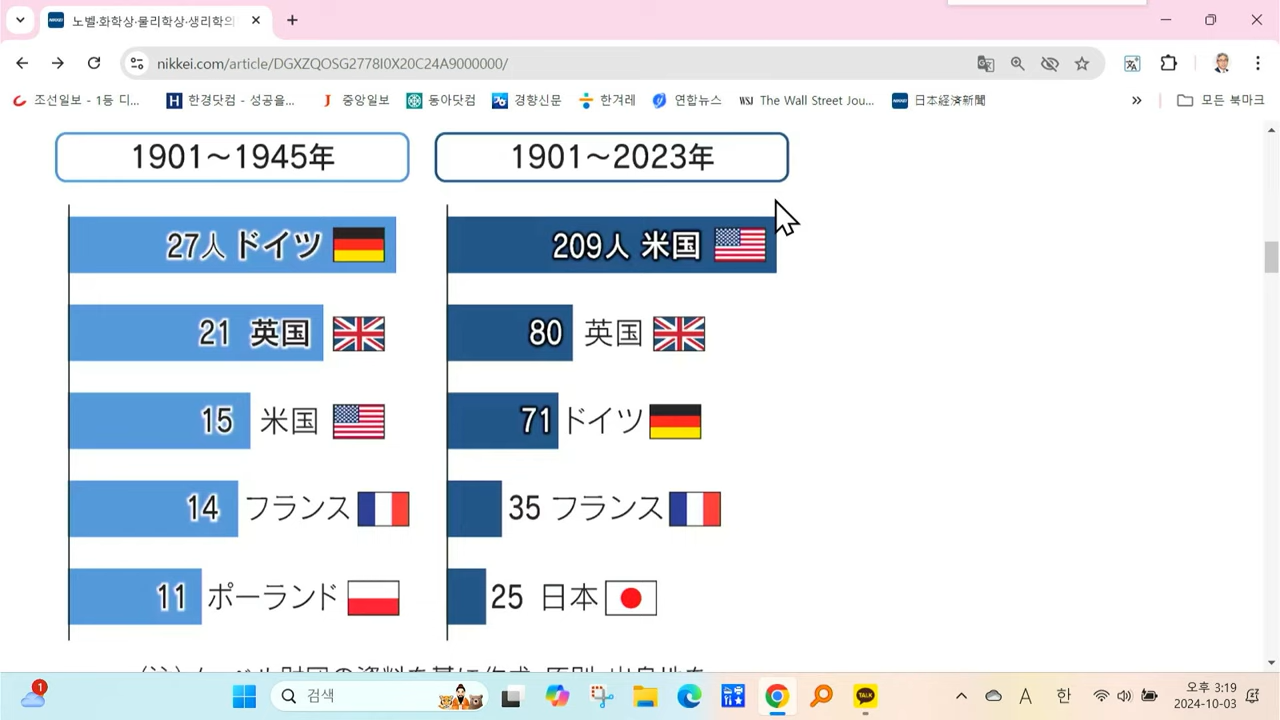 노벨·화학상·물리학상·생리학의
nikkei.com/article/DGXZQOSG2778I0X20C24A9000000/
조선일보 - 1등 디...
한경닷컴 - 성공을...
중앙일보
동아닷컴
경향신문
한겨레
연합뉴스
WSJ The Wall Street Jou...
日本経済新聞
모든 북마크
1901～1945年
27人 ドイツ
21 英国
15 米国
14 フランス
11 ポーランド
1901～2023年
209人 米国
80 英国
71 ドイツ
35 フランス
25 日本
1
검색
TALK
A
한
오후 3:19
2024-10-03